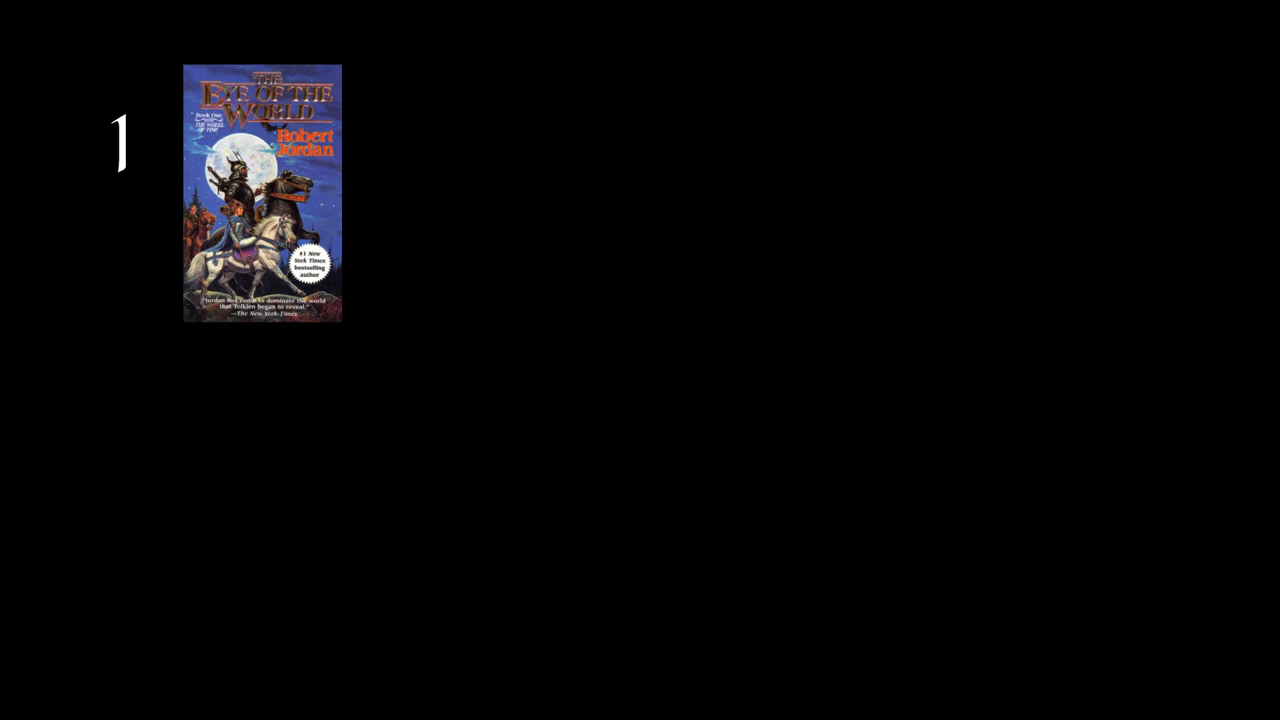 1
THE
EYE OF THE
WORLD
Book One
THE WHEEL
OF TIME
Robert
Jordan
#1 New
York Times
bestselling
author
"Jordan has come to dominate the world
that Tolkien began to reveal."
—The New York Times